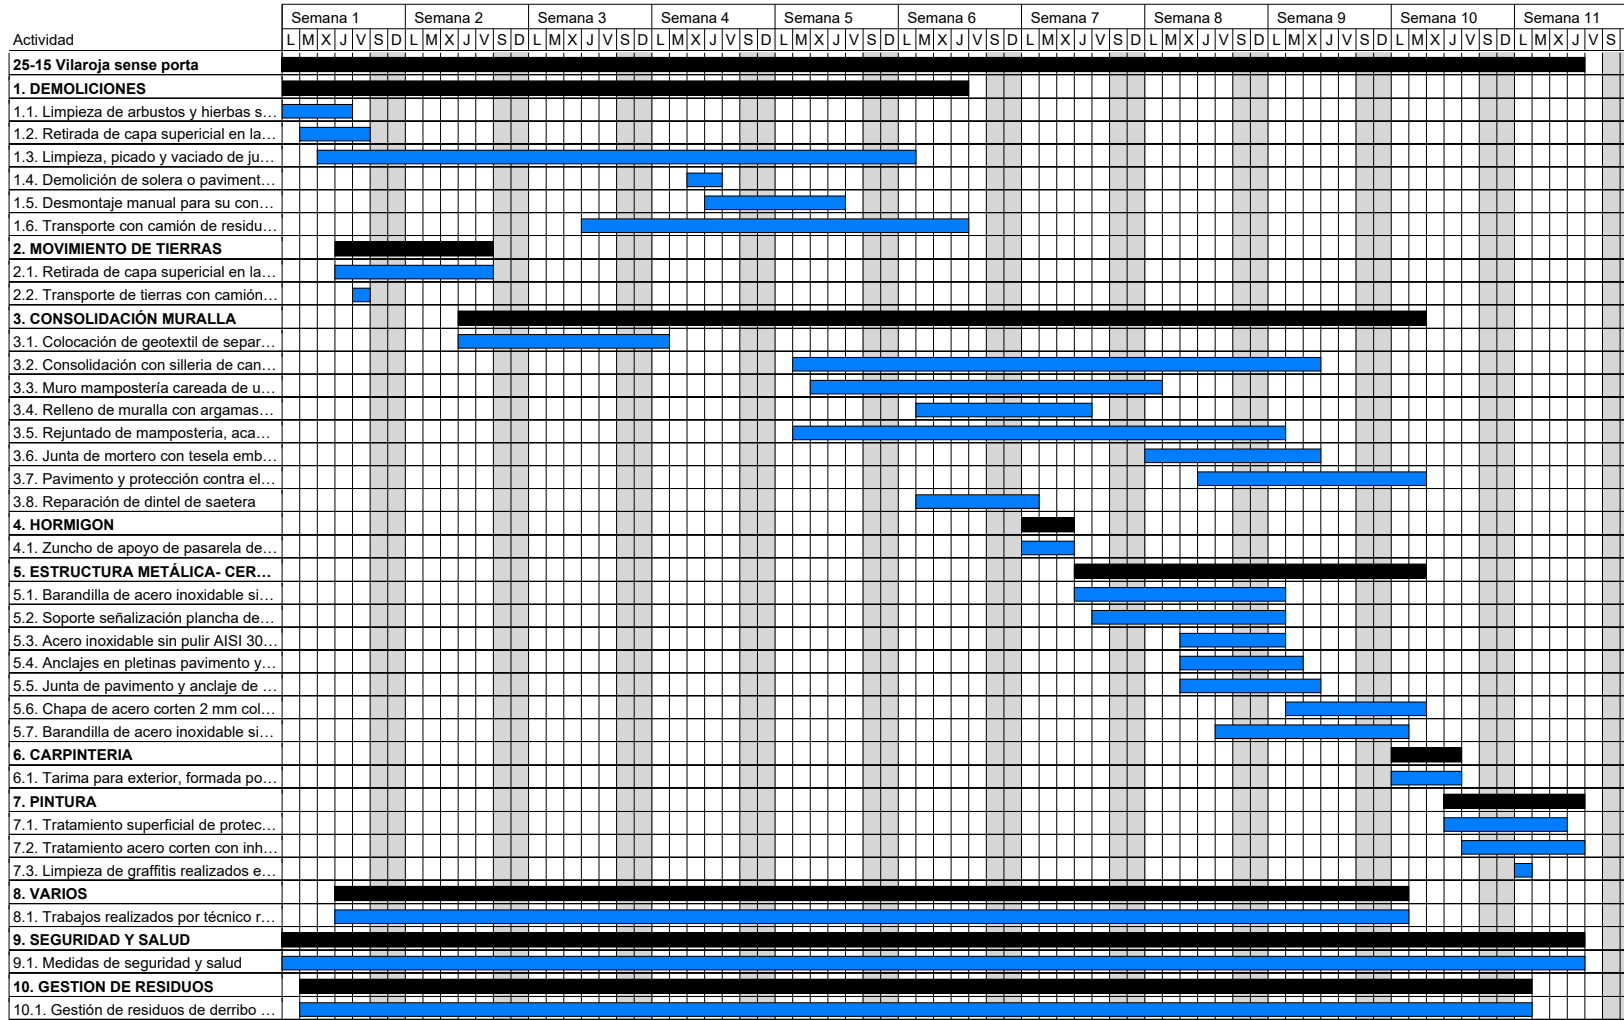 Semana 1 Semana 2 Semana 3 Semana 4 Semana 5 Semana 6 Semana 7 Semana 8 Semana 9 Semana 10 Semana 11
Actividad L M X J V S D L M X J V S D L M X J V S D L M X J V S D L M X J V S D L M X J V S D L M X J V S D L M X J V S D L M X J V S D L M X J V S D L M X J V S
25-15 Vilaroja sense porta
1. DEMOLICIONES
1.1. Limpieza de arbustos y hierbas s…
1.2. Retirada de capa supericial en la…
1.3. Limpieza, picado y vaciado de ju…
1.4. Demolición de solera o paviment…
1.5. Desmontaje manual para su con…
1.6. Transporte con camión de residu…
2. MOVIMIENTO DE TIERRAS
2.1. Retirada de capa supericial en la…
2.2. Transporte de tierras con camión…
3. CONSOLIDACIÓN MURALLA
3.1. Colocación de geotextil de separ…
3.2. Consolidación con silleria de can…
3.3. Muro mampostería careada de u…
3.4. Relleno de muralla con argamas…
3.5. Rejuntado de mamposteria, aca…
3.6. Junta de mortero con tesela emb…
3.7. Pavimento y protección contra el…
3.8. Reparación de dintel de saetera
4. HORMIGON
4.1. Zuncho de apoyo de pasarela de…
5. ESTRUCTURA METÁLICA- CER…
5.1. Barandilla de acero inoxidable si…
5.2. Soporte señalización plancha de…
5.3. Acero inoxidable sin pulir AISI 30…
5.4. Anclajes en pletinas pavimento y…
5.5. Junta de pavimento y anclaje de …
5.6. Chapa de acero corten 2 mm col…
5.7. Barandilla de acero inoxidable si…
6. CARPINTERIA
6.1. Tarima para exterior, formada po…
7. PINTURA
7.1. Tratamiento superficial de protec…
7.2. Tratamiento acero corten con inh…
7.3. Limpieza de graffitis realizados e…
8. VARIOS
8.1. Trabajos realizados por técnico r…
9. SEGURIDAD Y SALUD
9.1. Medidas de seguridad y salud
10. GESTION DE RESIDUOS
10.1. Gestión de residuos de derribo …